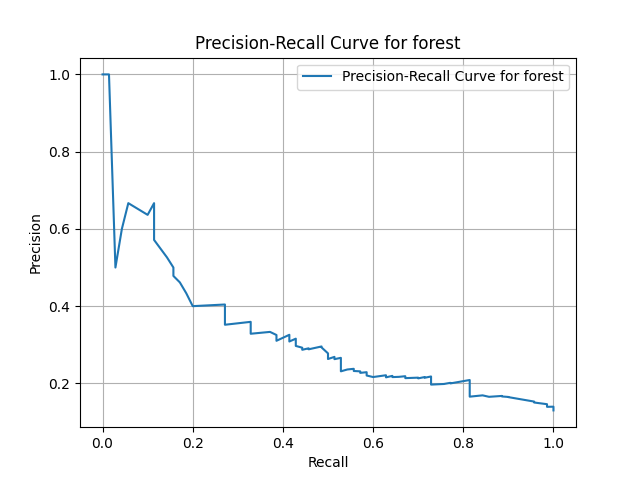 Precision-Recall Curve for forest
Precision-Recall Curve for forest
1.0
0.8
0.6
0.4
0.2
Precision
0.0 0.2 0.4 0.6 0.8 1.0
Recall